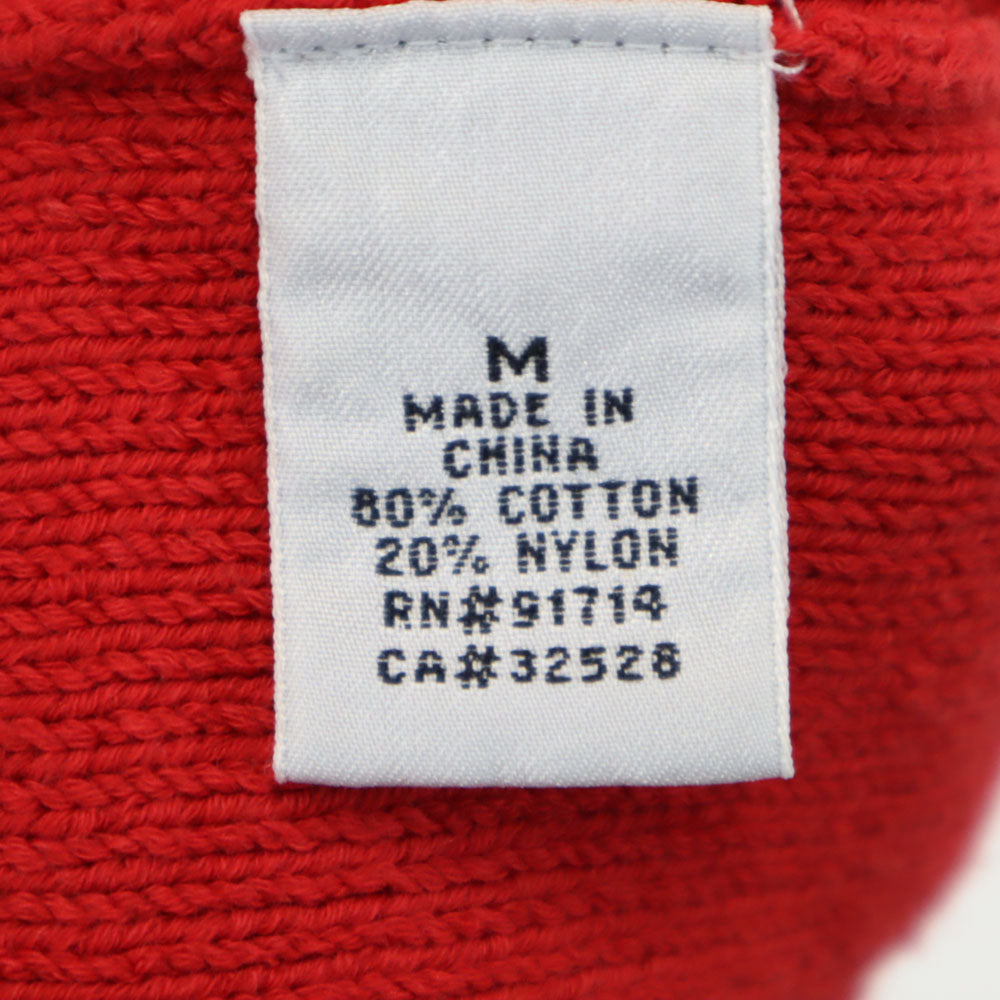 M
MADE IN
CHINA
80% COTTON
20% NYLON
RN#91714
CA#32528